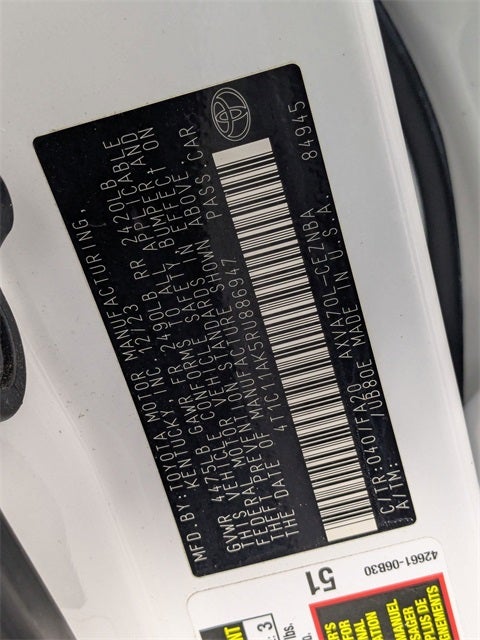 MFD BY:TOYOTA MOTOR MANUFACTURING,
KENTUCKY, INC. 12/23
GVWR 4475LB GAWR FR 2490LB RR 2420LB
THIS VEHICLE CONFORMS TO ALL APPLICABLE
FEDERAL MOTOR VEHICLE SAFETY, BUMPER, AND
THEFT PREVENTION STANDARDS IN EFFECT ON
THE DATE OF MANUFACTURE SHOWN ABOVE.
4T1C11AK5RU886947 PASS.CAR
C/TR:040/FA20 AXVA70L-CEZNBA 84945
A/TM: /UB80E MADE IN U.S.A.
51
42661-06B30